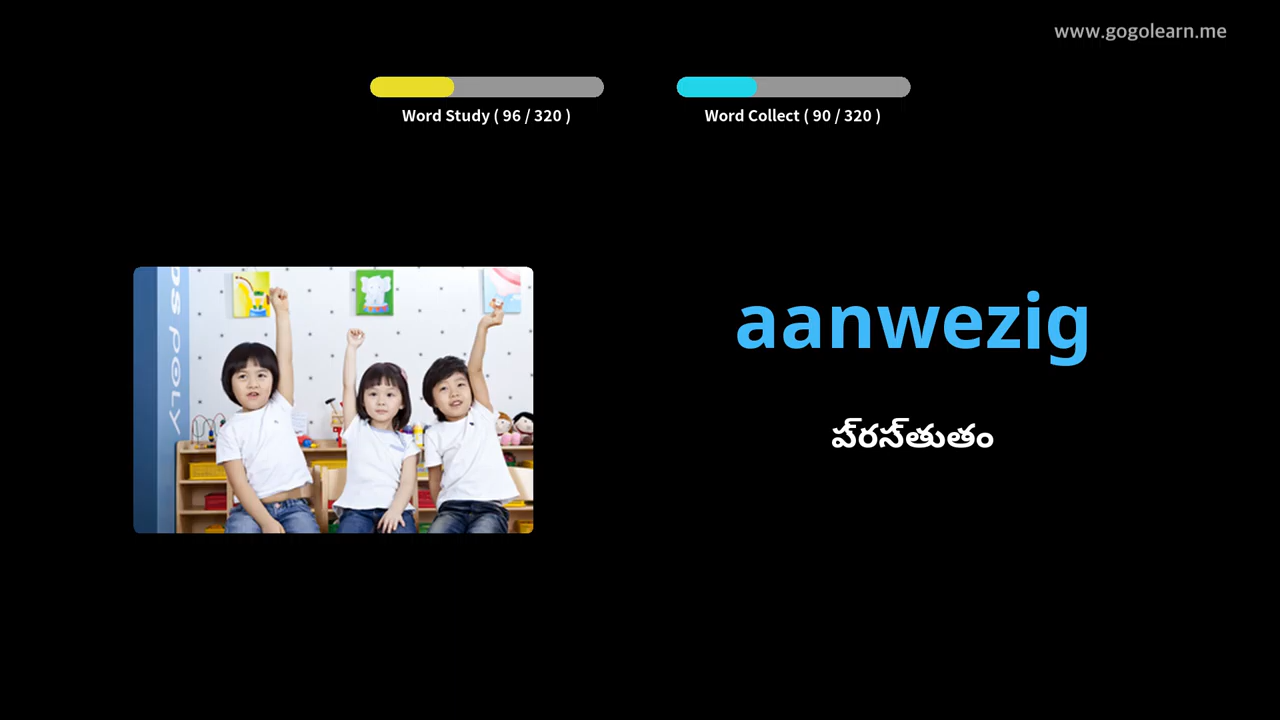 www.gogolearn.me
Word Study ( 96 / 320 )
Word Collect ( 90 / 320 )
aanwezig
ప్రస్తుతం